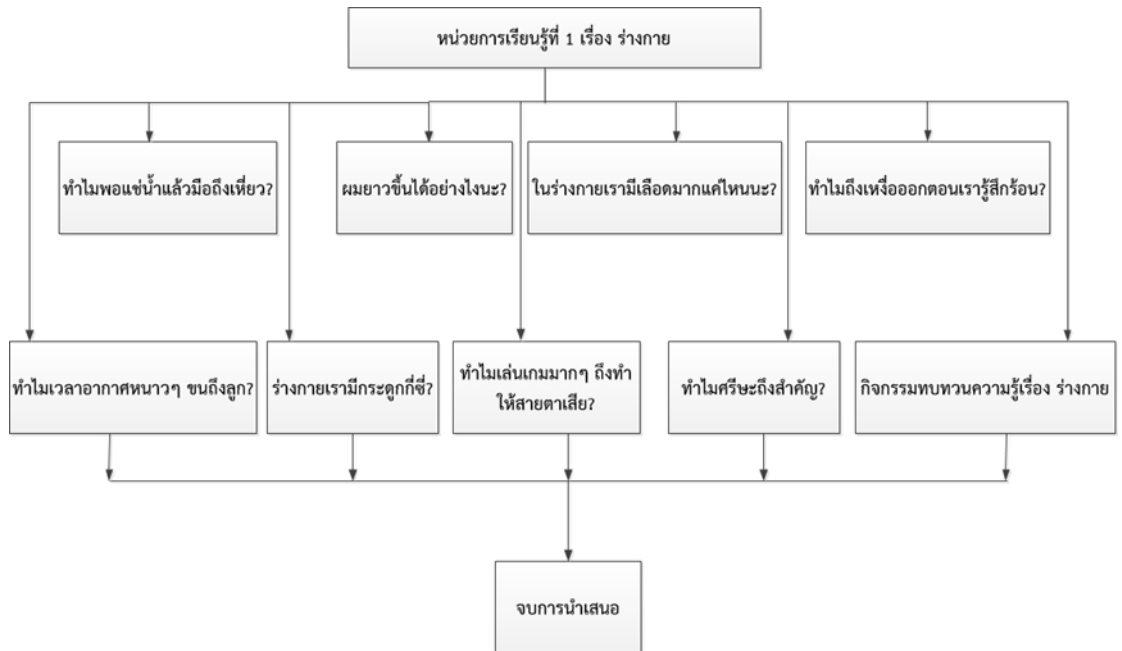 หน่วยการเรียนรู้ที่ 1 เรื่อง ร่างกาย
ทำไมพอแช่น้ำแล้วมือถึงเหี่ยว?
ผมยาวขึ้นได้อย่างไงนะ?
ในร่างกายเรามีเลือดมากแค่ไหนนะ?
ทำไมถึงเหงื่อออกตอนเรารู้สึกร้อน?
ทำไมเวลาอากาศหนาวๆ ขนถึงลูก?
ร่างกายเรามีกระดูกกี่ซี่?
ทำไมเล่นเกมมากๆ ถึงทำ
ให้สายตาเสีย?
ทำไมศรีษะถึงสำคัญ?
กิจกรรมทบทวนความรู้เรื่อง ร่างกาย
จบการนำเสนอ